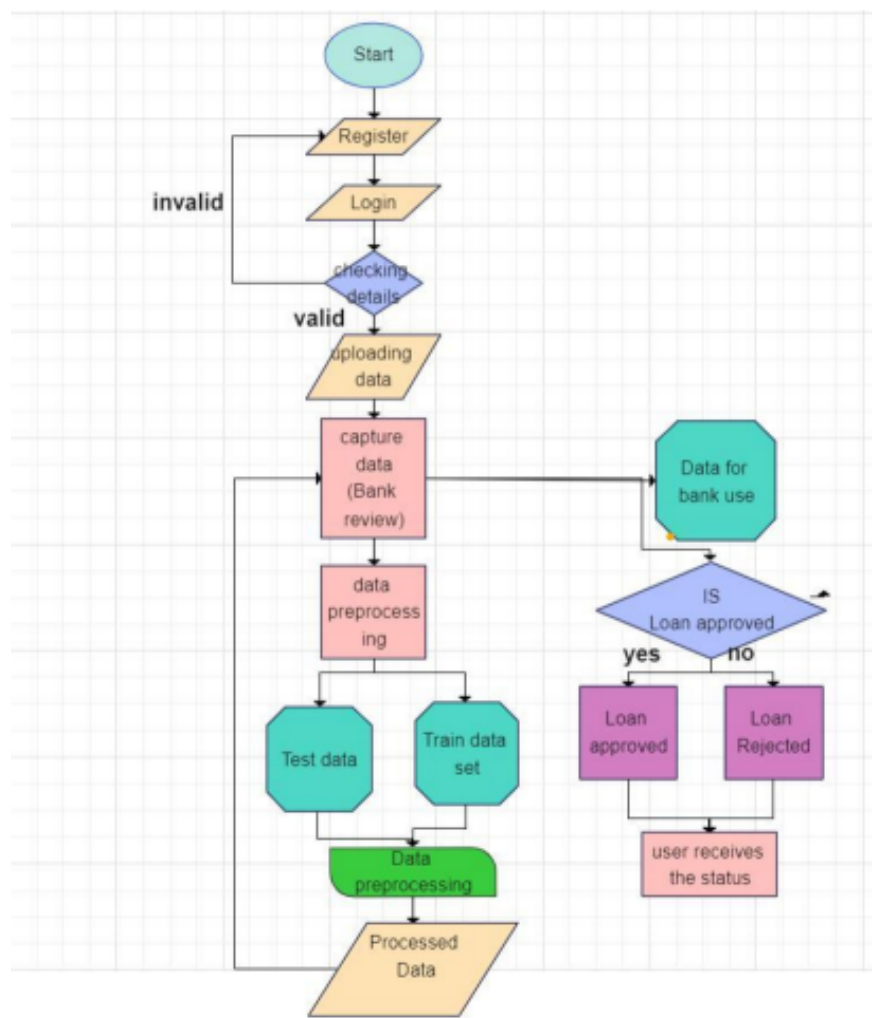 Start
Register
invalid
Login
checking
details
valid
uploading
data
capture
data
(Bank
review)
Data for
bank use
data
preprocess
ing
IS
Loan approved
yes
no
Test data
Train data
set
Loan
approved
Loan
Rejected
Data
preprocessing
user receives
the status
Processed
Data